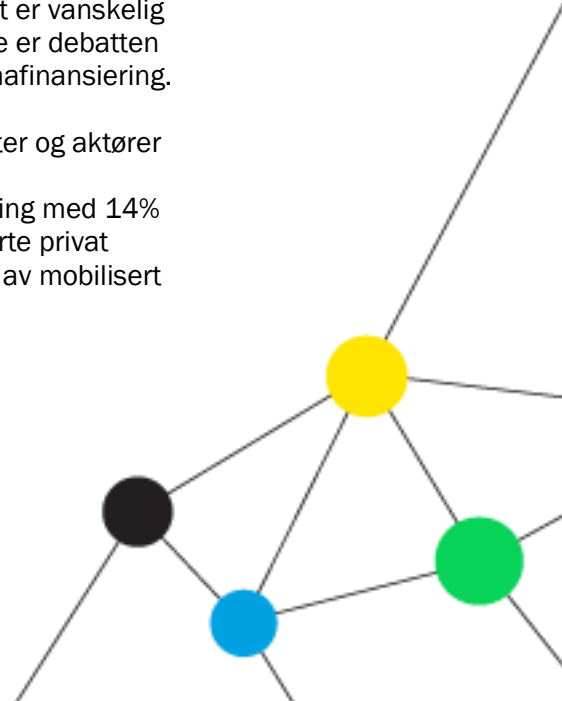 t er vanskelig
e er debatten
nafinansiering.
ter og aktører
ing med 14%
rte privat
av mobilisert